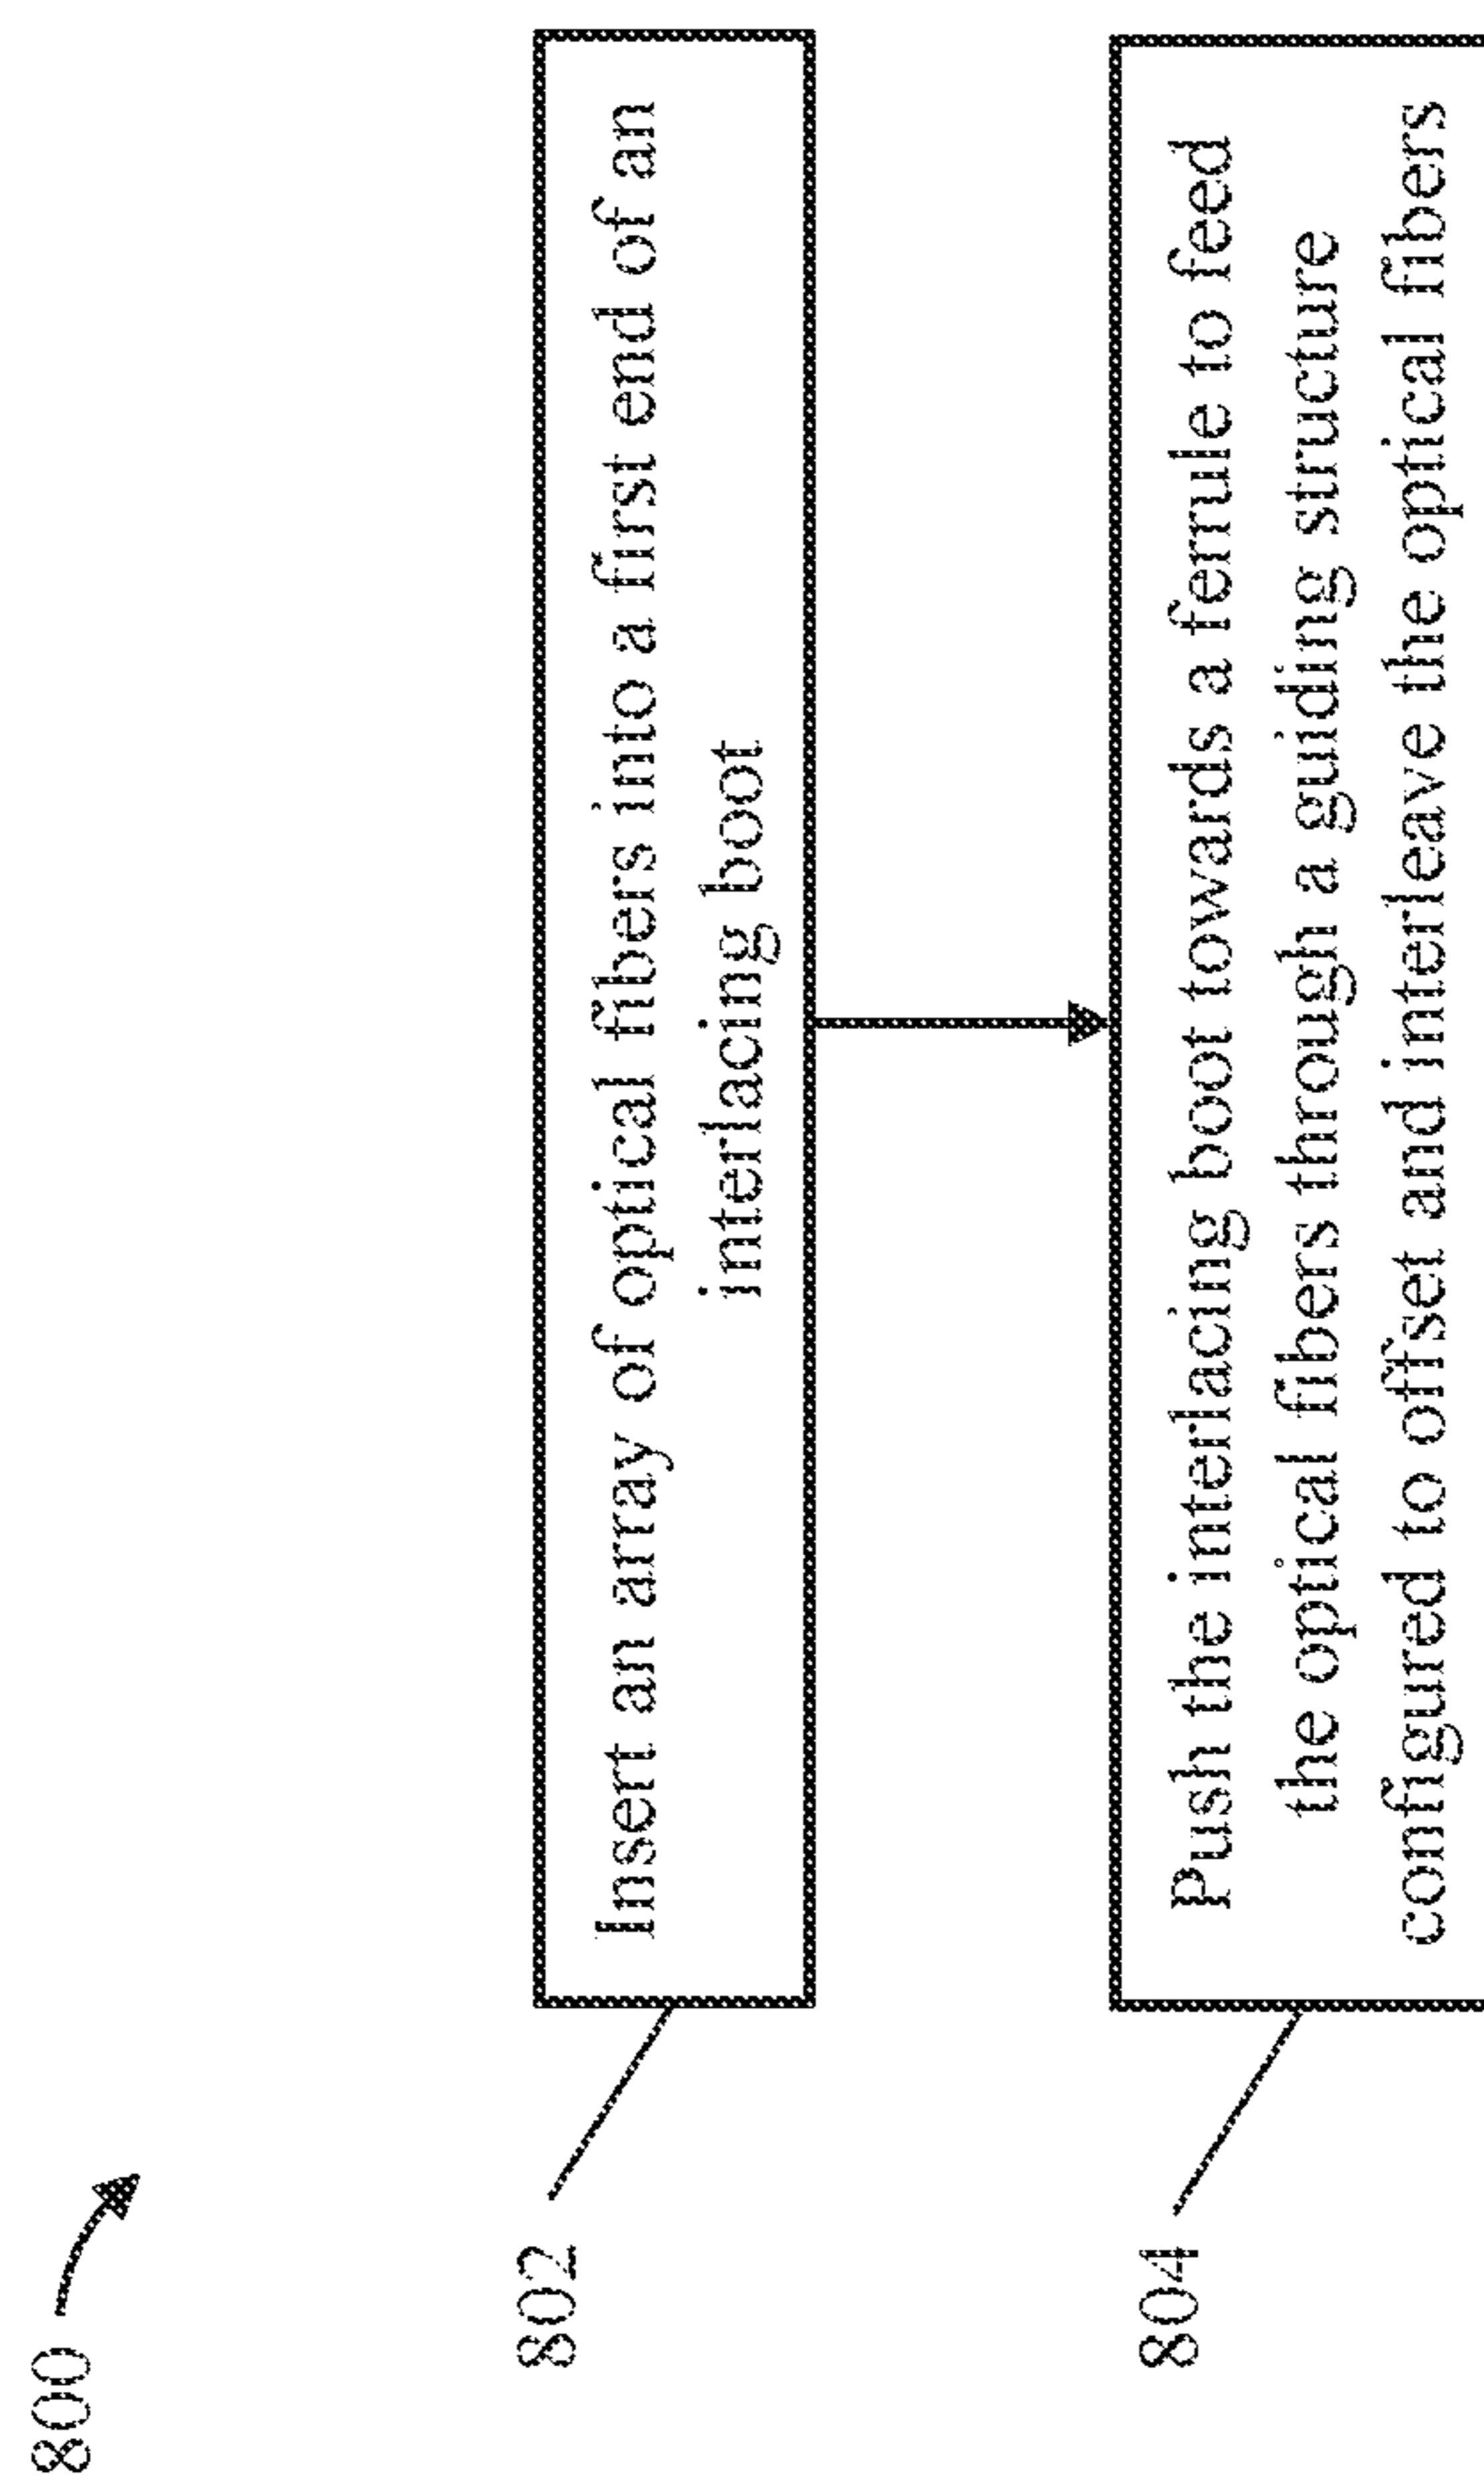 800
802
Insert an array of optical fibers into a first end of an
interlacing boot
804
Push the interlacing boot towards a ferrule to feed
the optical fibers through a guiding structure
configured to offset and interleave the optical fibers